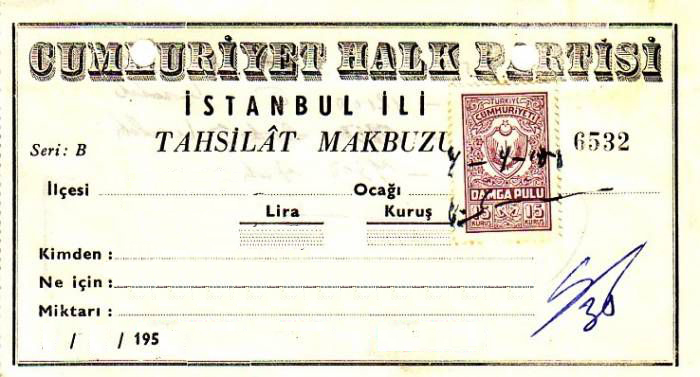 CUMHURİYET HALK PARTİSİ
İSTANBUL İLİ
TAHSİLÂT MAKBUZU
Seri: B
6532
TÜRKİYE
CUMHURİYETİ
DAMGA PULU
15 15
KURUŞ KURUŞ
İlçesi Ocağı
Lira Kuruş
Kimden :
Ne için :
Miktarı :
/ / 195